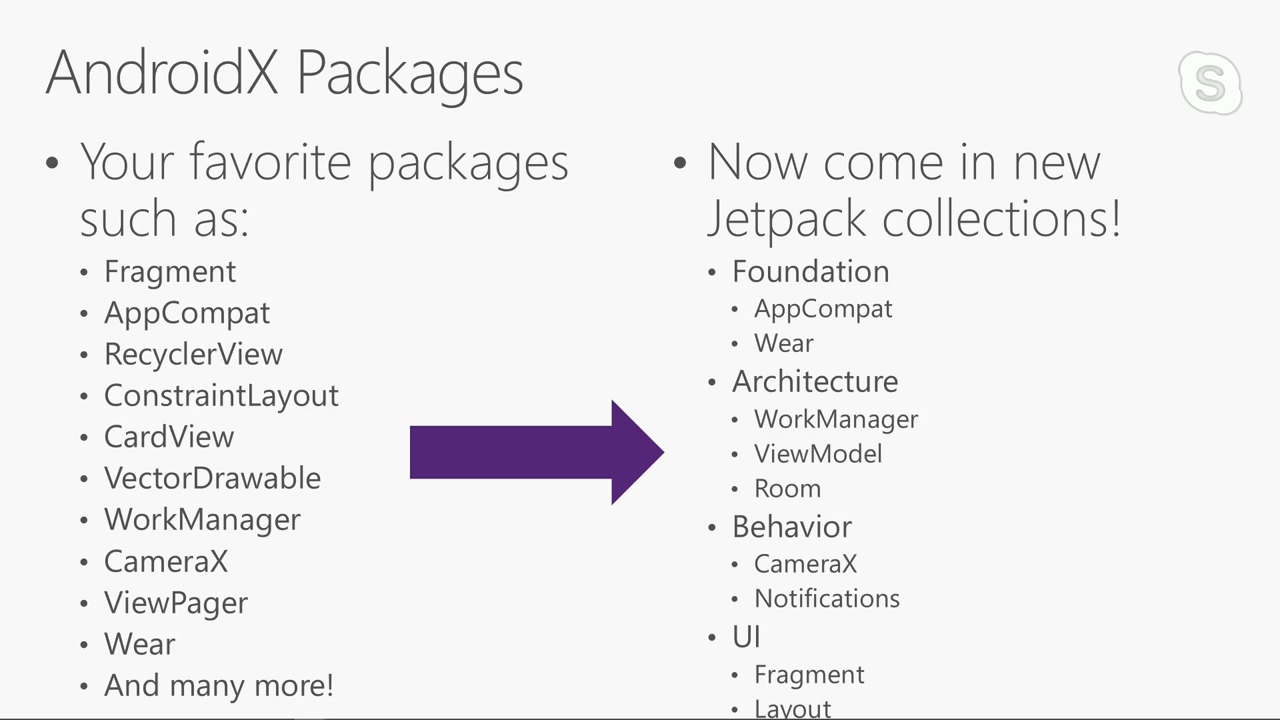 AndroidX Packages
S
• Your favorite packages
such as:
• Fragment
• AppCompat
• RecyclerView
• ConstraintLayout
• CardView
• VectorDrawable
• WorkManager
• CameraX
• ViewPager
• Wear
• And many more!
• Now come in new
Jetpack collections!
• Foundation
• AppCompat
• Wear
• Architecture
• WorkManager
• ViewModel
• Room
• Behavior
• CameraX
• Notifications
• UI
• Fragment
• Layout